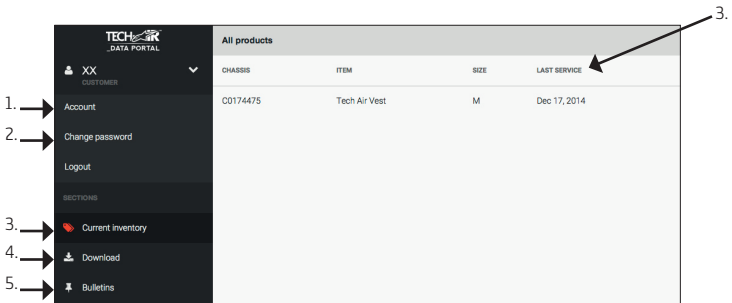 3.
TECH AIR
_DATA PORTAL
All products
XX
CUSTOMER
CHASSIS ITEM SIZE LAST SERVICE
1.
Account
C0174475 Tech Air Vest M Dec 17, 2014
2.
Change password
Logout
SECTIONS
3.
Current inventory
4.
Download
5.
Bulletins